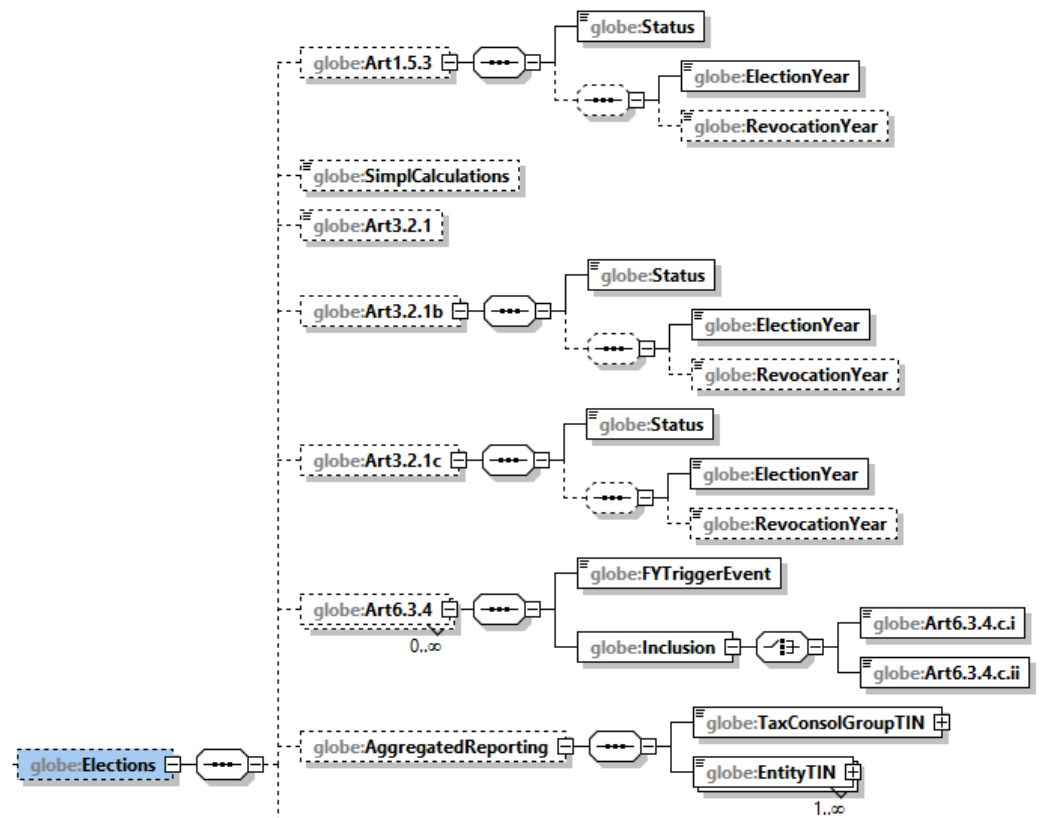 globe:Status
globe:Art1.5.3
globe:ElectionYear
globe:RevocationYear
globe:SimplCalculations
globe:Art3.2.1
globe:Status
globe:Art3.2.1b
globe:ElectionYear
globe:RevocationYear
globe:Status
globe:Art3.2.1c
globe:ElectionYear
globe:RevocationYear
globe:FYTriggerEvent
globe:Art6.3.4
0..∞
globe:Inclusion
globe:Art6.3.4.c.i
globe:Art6.3.4.c.ii
globe:TaxConsolGroupTIN
globe:AggregatedReporting
globe:Elections
globe:EntityTIN
1..∞